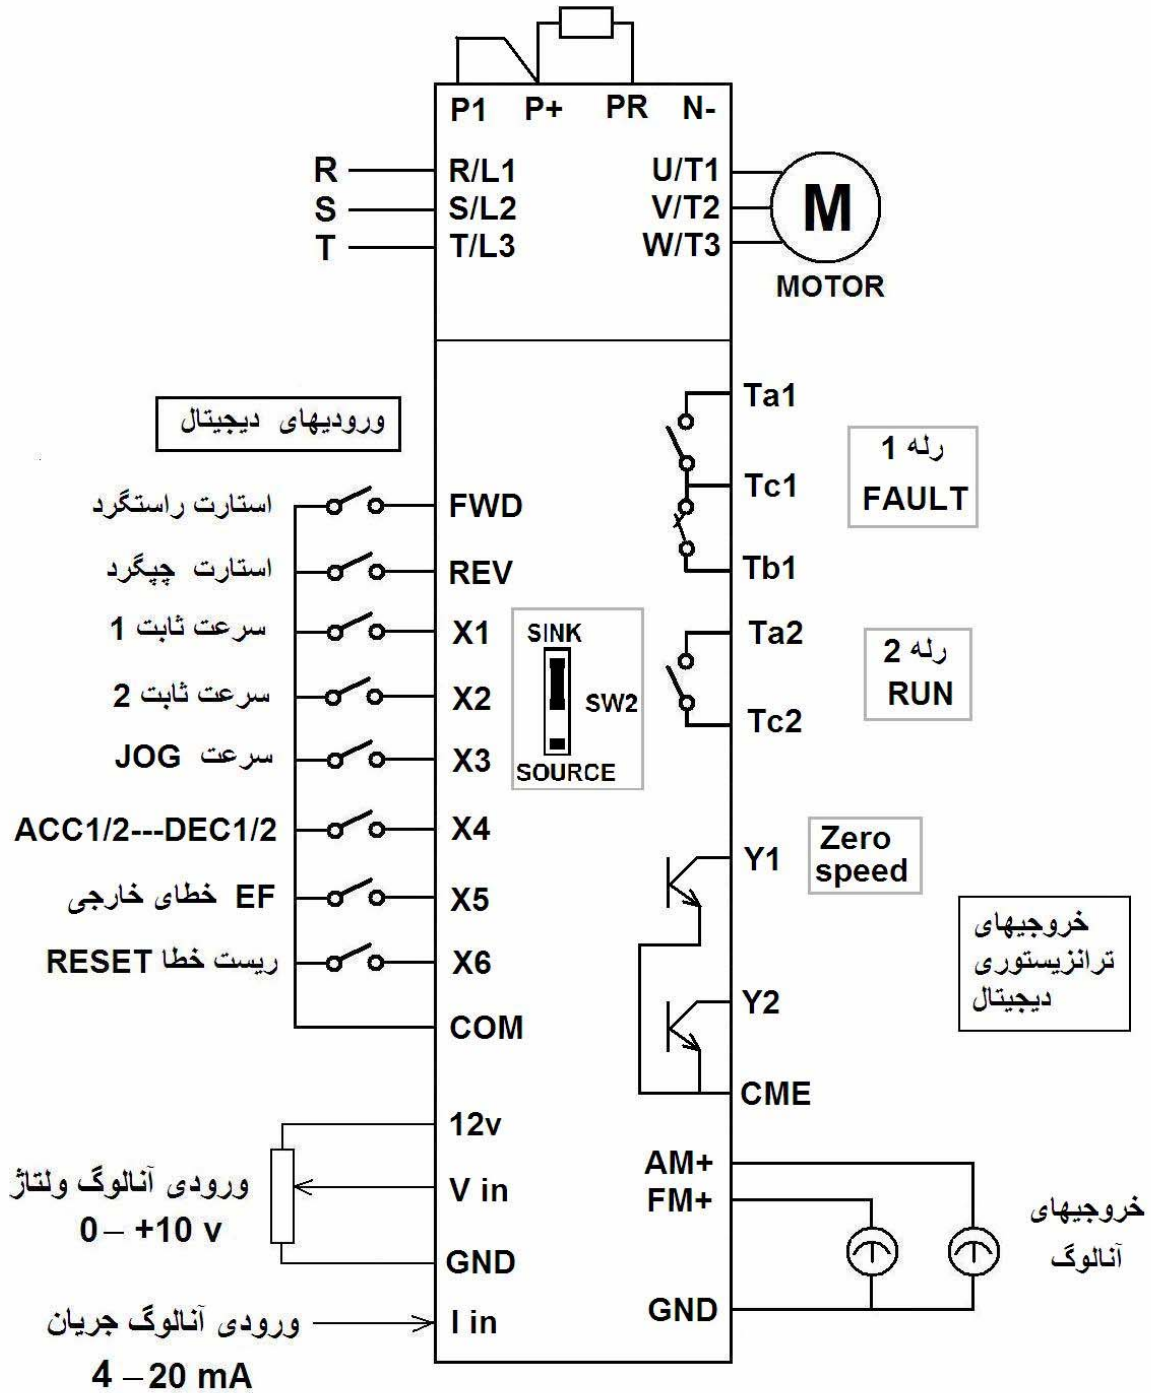 P1 P+ PR N-
R R/L1 U/T1
S S/L2 V/T2 M
T T/L3 W/T3
MOTOR
ورودیهای دیجیتال
استارت راستگرد FWD
استارت چپگرد REV
سرعت ثابت 1 X1
سرعت ثابت 2 X2
سرعت JOG X3
ACC1/2---DEC1/2 X4
خطای خارجی EF X5
ریست خطا RESET X6
COM
SINK
SW2
SOURCE
Ta1
Tc1
Tb1
رله 1
FAULT
Ta2
Tc2
رله 2
RUN
Y1
Zero
speed
Y2
CME
خروجیهای
ترانزیستوری
دیجیتال
12v
ورودی آنالوگ ولتاژ V in
0– +10 v
GND
ورودی آنالوگ جریان I in
4 –20 mA
AM+
FM+
GND
خروجیهای
آنالوگ